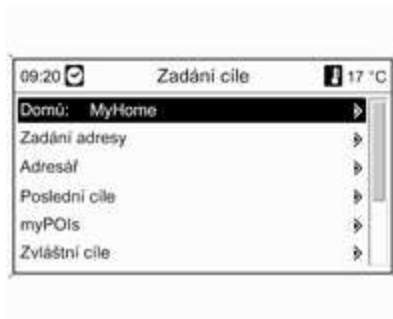 09:20 Zadání cíle 17 °C
Domů: MyHome
Zadání adresy
Adresář
Poslední cíle
myPOIs
Zvláštní cíle